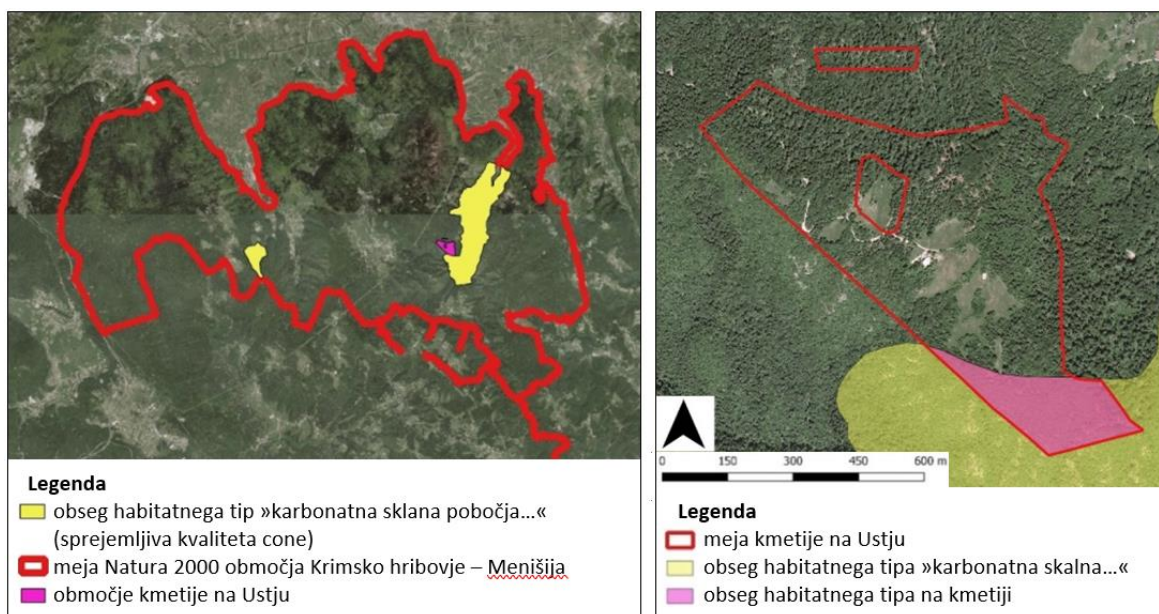 Legenda
obseg habitatnega tip »karbonatna sklana pobočja...«
(sprejemljiva kvaliteta cone)
meja Natura 2000 območja Krimsko hribovje – Menišija
območje kmetije na Ustju
0 150 300 450 600 m
Legenda
meja kmetije na Ustju
obseg habitatnega tipa »karbonatna skalna...«
obseg habitatnega tipa na kmetiji